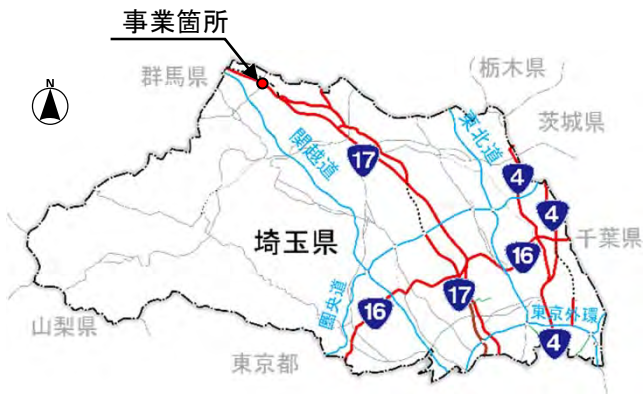 事業箇所
群馬県
栃木県
N
茨城県
東北道
関越道
17
4
4
千葉県
埼玉県
16
圏央道
17
16
東京外環
山梨県
4
東京都